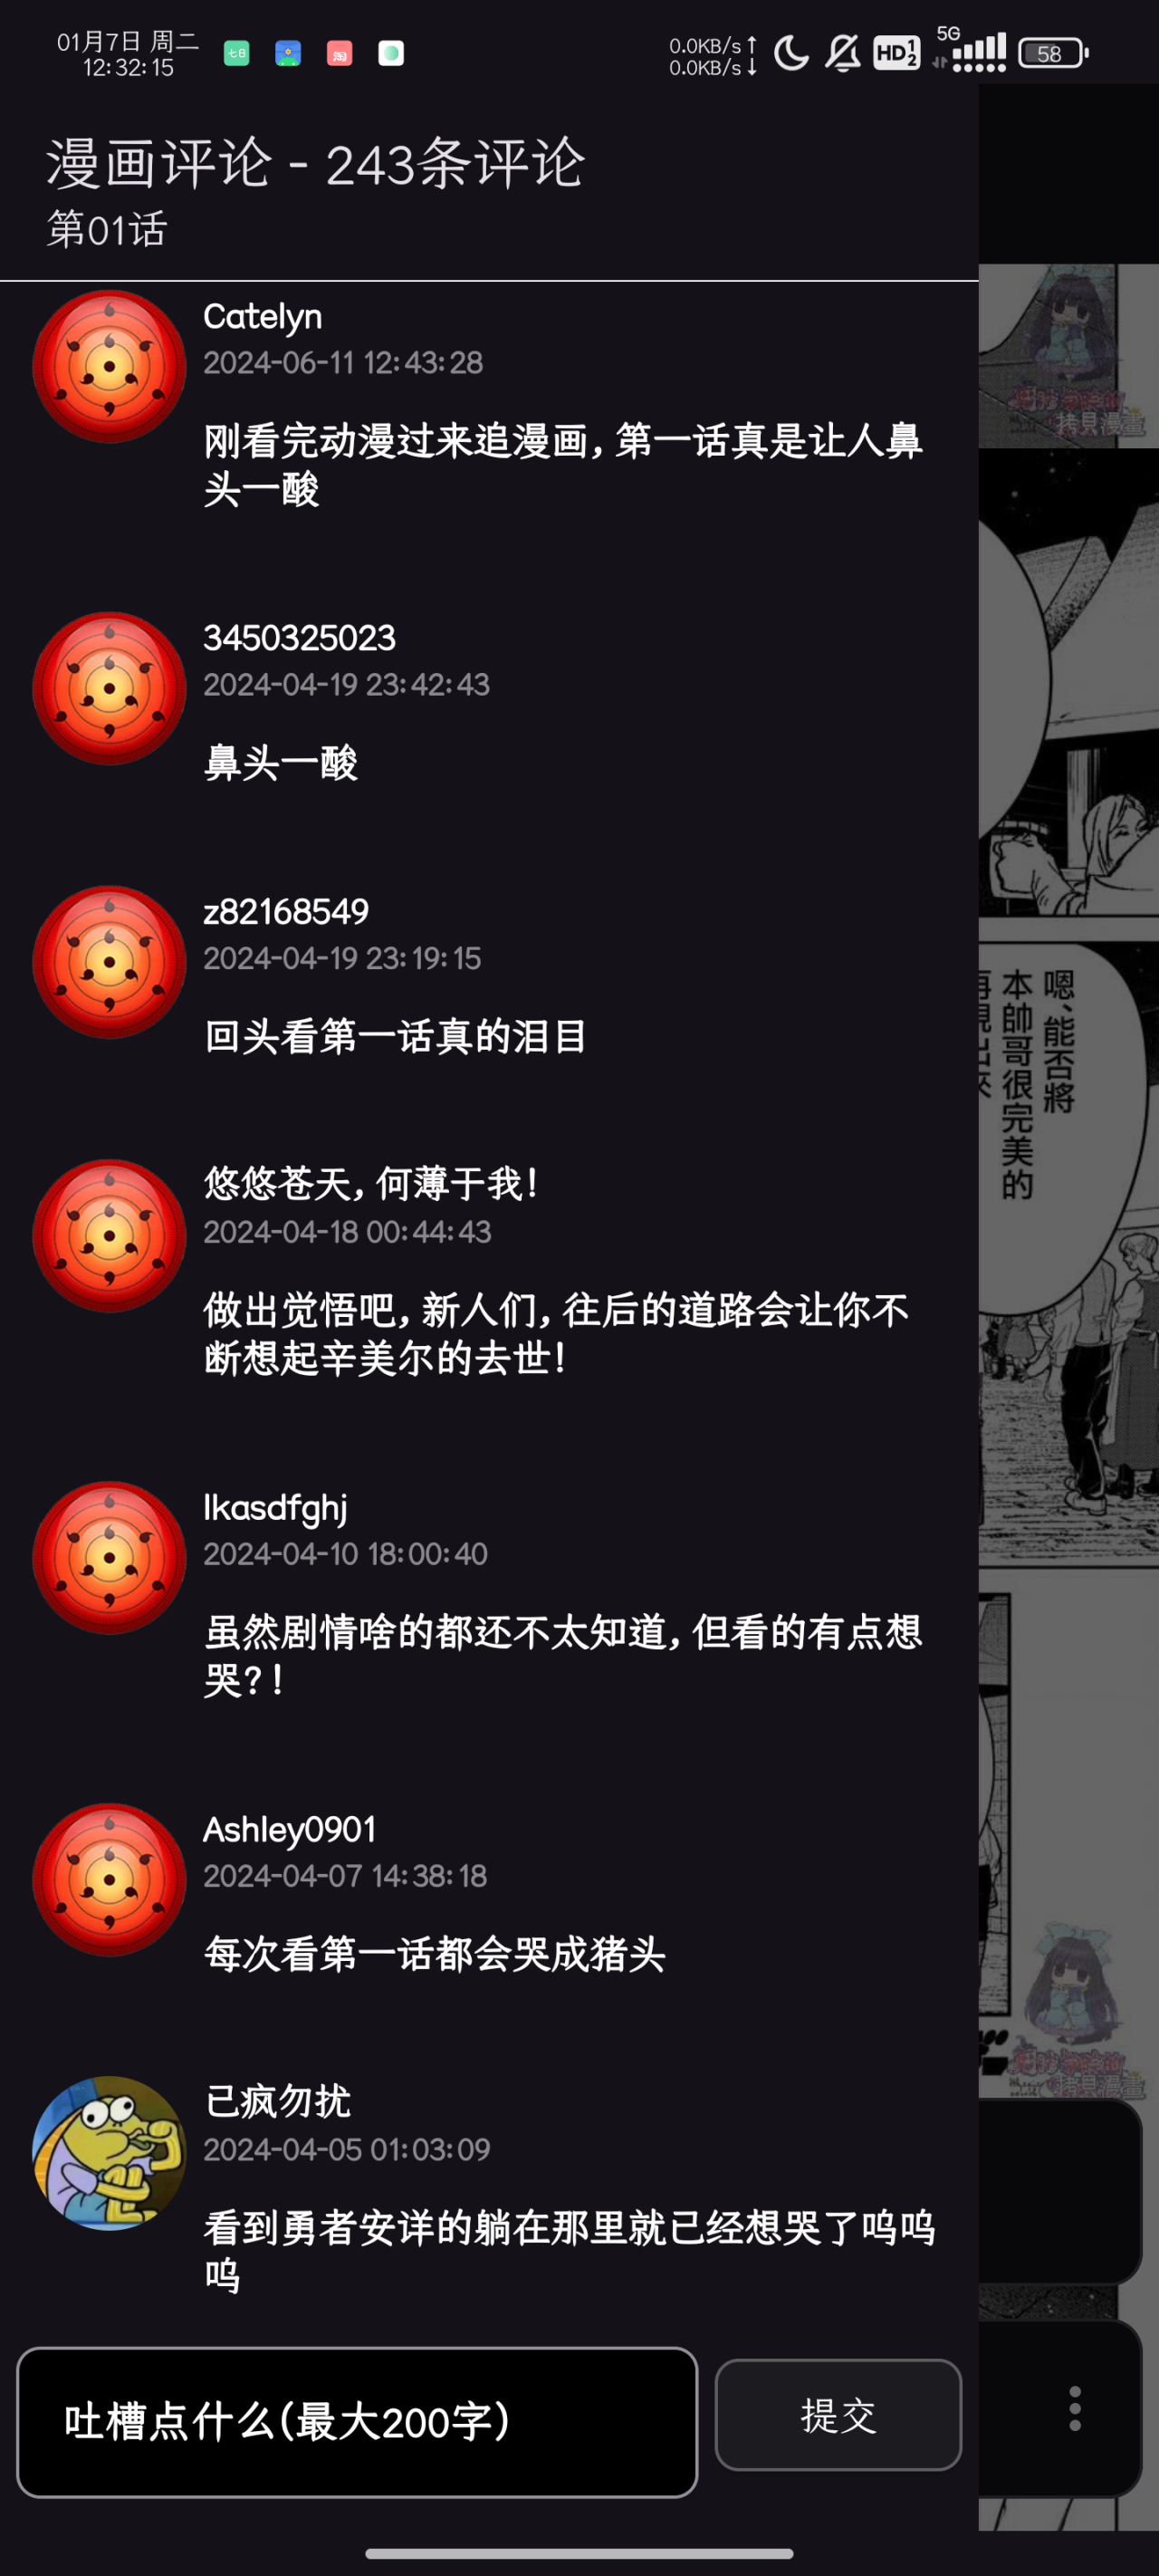 01月7日 周二
12:32:15
七日
淘
0.0KB/s↑
0.0KB/s↓
HD 1 2
5G
58
漫画评论 - 243条评论
第01话
Catelyn
2024-06-11 12:43:28
刚看完动漫过来追漫画, 第一话真是让人鼻
头一酸
3450325023
2024-04-19 23:42:43
鼻头一酸
z82168549
2024-04-19 23:19:15
回头看第一话真的泪目
悠悠苍天, 何薄于我!
2024-04-18 00:44:43
做出觉悟吧, 新人们, 往后的道路会让你不
断想起辛美尔的去世!
lkasdfghj
2024-04-10 18:00:40
虽然剧情啥的都还不太知道, 但看的有点想
哭?!
Ashley0901
2024-04-07 14:38:18
每次看第一话都会哭成猪头
己疯勿扰
2024-04-05 01:03:09
看到勇者安详的躺在那里就已经想哭了呜呜
呜
吐槽点什么(最大200字)
提交
拷貝漫畫
嗯、能否將
本帥哥很完美的
拷貝漫畫